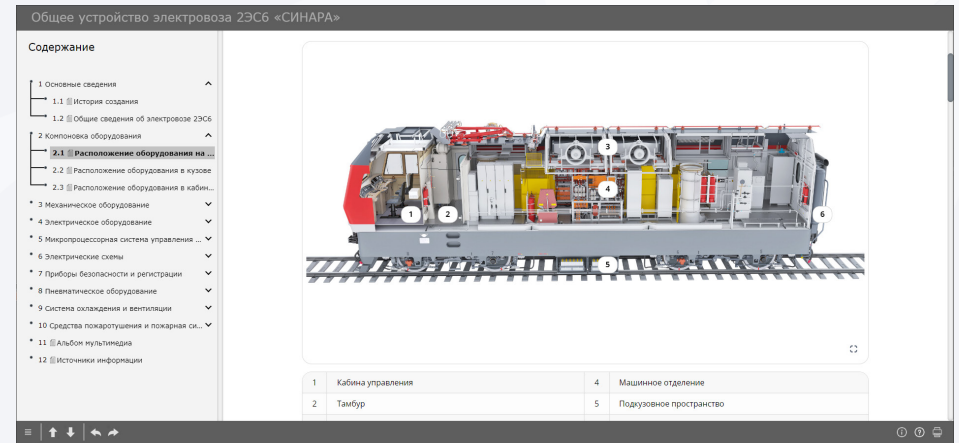 Общее устройство электровоза 2ЭС6 «СИНАРА»
Содержание
1 Основные сведения
1.1 История создания
1.2 Общие сведения об электровозе 2ЭС6
2 Компоновка оборудования
2.1 Расположение оборудования на ...
2.2 Расположение оборудования в кузове
2.3 Расположение оборудования в кабин...
3 Механическое оборудование
4 Электрическое оборудование
5 Микропроцессорная система управления ...
6 Электрические схемы
7 Приборы безопасности и регистрации
8 Пневматическое оборудование
9 Система охлаждения и вентиляции
10 Средства пожаротушения и пожарная си...
11 Альбом мультимедиа
12 Источники информации
3
4
1
2
6
5
1 Кабина управления 4 Машинное отделение
2 Тамбур 5 Подкузовное пространство